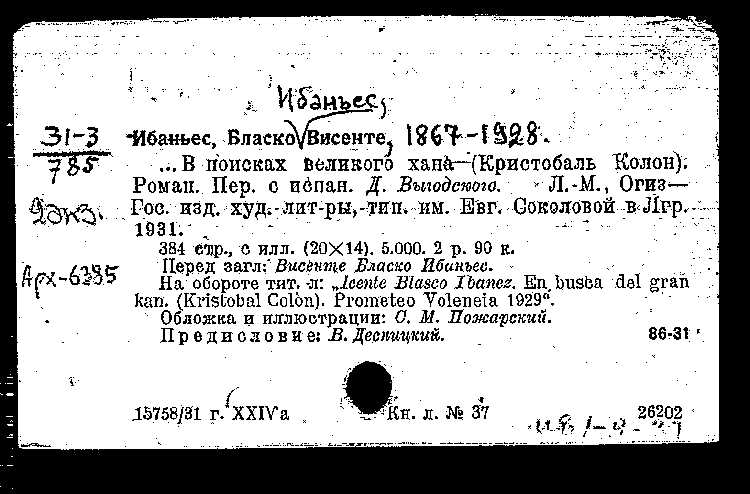 Ибаньес,
31-3
785
2 экз.
Арх-6385
Ибаньес, Бласко Висенте, 1867-1928.
... В поисках великого хана — (Кристобаль Колон).
Роман. Пер. с испан. Д. Выгодского. Л.-М., Огиз—
Гос. изд. худ. лит-ры, тип. им. Евг. Соколовой в Лгр.
1931.
384 стр., с илл. (20×14). 5.000. 2 р. 90 к.
Перед загл: Висенте Бласко Ибаньес.
На обороте тит. л: „Icente Blasco Ibanez. En busca del gran
kan. (Kristobal Colòn). Prometeo Voleneia 1929“.
Обложка и иллюстрации: С. М. Пожарский.
Предисловие: В. Десницкий.
86-31
15758/31 г. XXIVa
Кн. л. № 37
26202